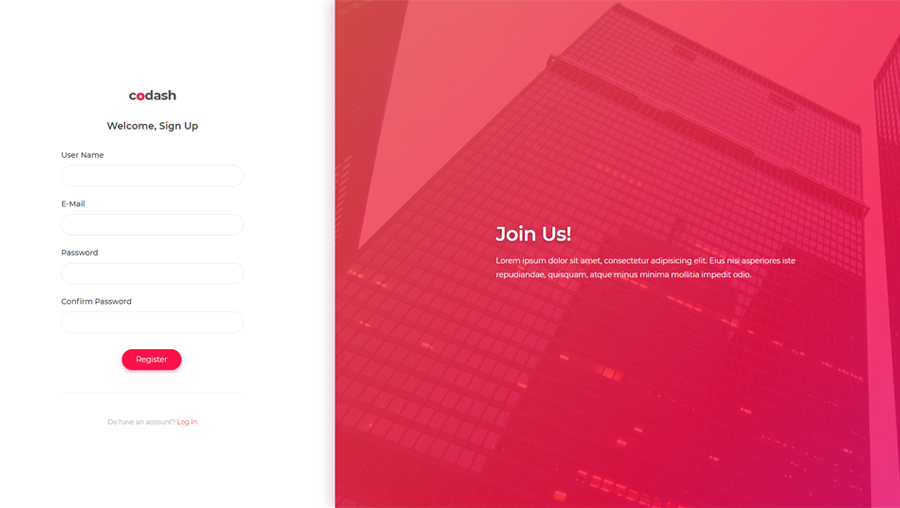 codash
Welcome, Sign Up
User Name
E-Mail
Password
Confirm Password
Register
Do have an account? Log In
Join Us!
Lorem ipsum dolor sit amet, consectetur adipisicing elit. Eius nisi asperiores iste
repudiandae, quisquam, atque minus minima mollitia impedit odio.